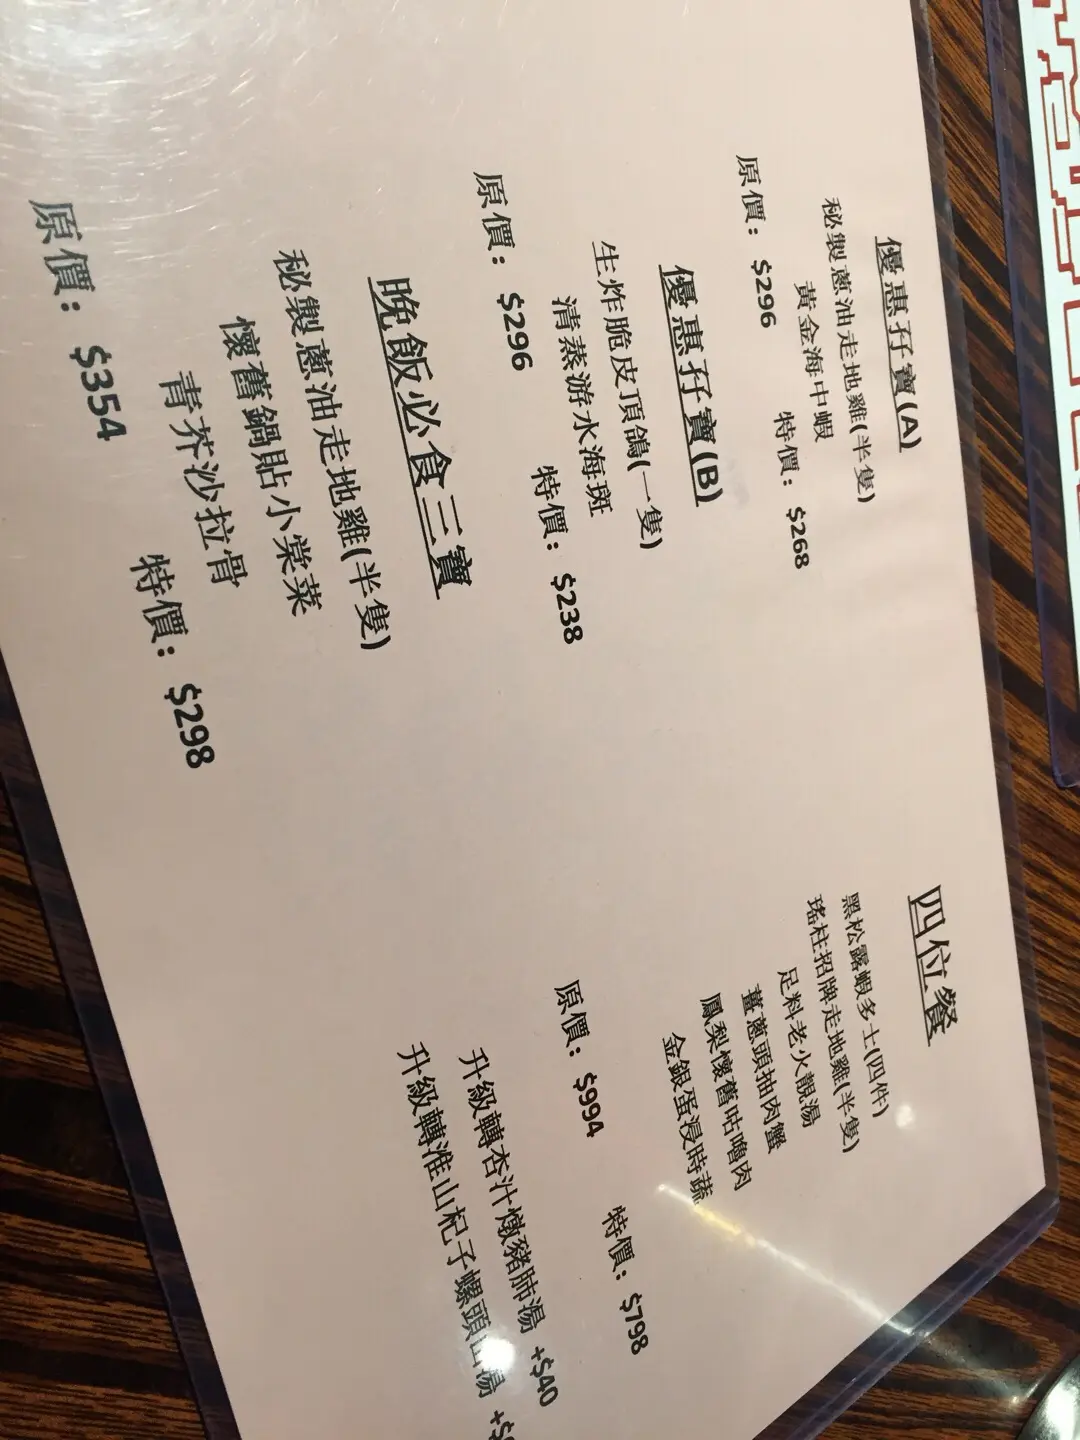 優惠孖寶(A)
秘製蔥油走地雞(半隻)
黃金海中蝦
原價：$296 特價：$268
優惠孖寶(B)
生炸脆皮頂鴿(一隻)
清蒸游水海斑
原價：$296 特價：$238
晚飯必食三寶
秘製蔥油走地雞(半隻)
懷舊鍋貼小棠菜
青芥沙拉骨
原價：$354 特價：$298
四位餐
黑松露蝦多士(四件)
瑤柱招牌走地雞(半隻)
足料老火靚湯
薑蔥頭抽肉蟹
鳳梨懷舊咕嚕肉
金銀蛋浸時蔬
原價：$994 特價：$798
升級轉杏汁燉豬肺湯 +$40
升級轉淮山杞子螺頭 湯 +$